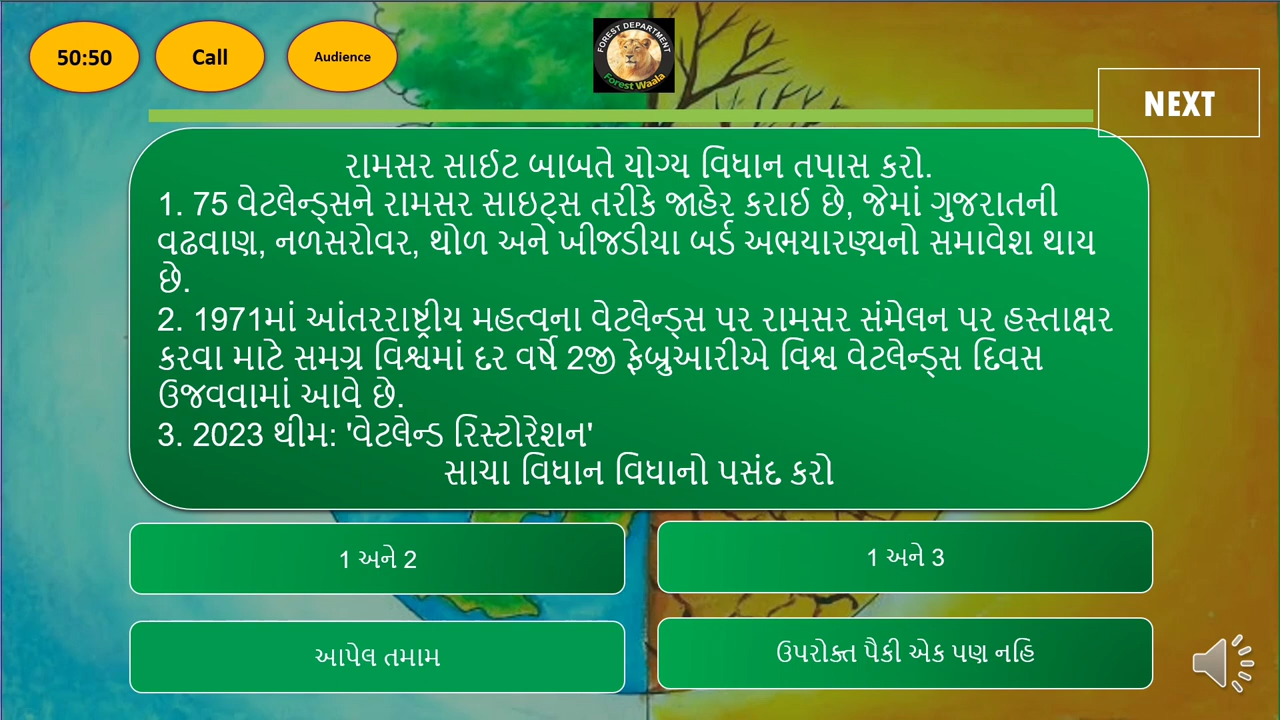 50:50
Call
Audience
FOREST DEPARTMENT
Forest Waala
NEXT
રામસર સાઈટ બાબતે યોગ્ય વિધાન તપાસ કરો.
1. 75 વેટલેન્ડ્સને રામસર સાઇટ્સ તરીકે જાહેર કરાઈ છે, જેમાં ગુજરાતની
વઢવાણ, નળસરોવર, થોળ અને ખીજડીયા બર્ડ અભયારણ્યનો સમાવેશ થાય
છે.
2. 1971માં આંતરરાષ્ટ્રીય મહત્વના વેટલેન્ડ્સ પર રામસર સંમેલન પર હસ્તાક્ષર
કરવા માટે સમગ્ર વિશ્વમાં દર વર્ષે 2જી ફેબ્રુઆરીએ વિશ્વ વેટલેન્ડ્સ દિવસ
ઉજવવામાં આવે છે.
3. 2023 થીમ: 'વેટલેન્ડ રિસ્ટોરેશન'
સાચા વિધાન વિધાનો પસંદ કરો
1 અને 2
1 અને 3
આપેલ તમામ
ઉપરોક્ત પૈકી એક પણ નહિ